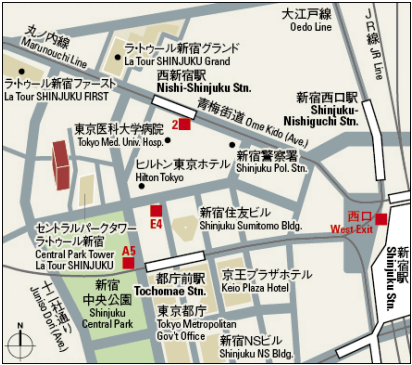 丸ノ内線
Marunouchi Line
大江戸線
Oedo Line
JR線
JR Line
ラ・トゥール新宿グランド
La Tour SHINJUKU Grand
西新宿駅
Nishi-Shinjuku Stn.
ラ・トゥール新宿ファースト
La Tour SHINJUKU FIRST
青梅街道 Ome Kido (Ave.)
新宿西口駅
Shinjuku-
Nishiguchi Stn.
2
東京医科大学病院
Tokyo Med. Univ. Hosp.
新宿警察署
Shinjuku Pol. Stn.
ヒルトン東京ホテル
Hilton Tokyo
E4
新宿住友ビル
Shinjuku Sumitomo Bldg.
西口
West Exit
新宿駅
Shinjuku Stn.
セントラルパークタワー
ラ・トゥール新宿
Central Park Tower
La Tour SHINJUKU
A5
都庁前駅
Tochomae Stn.
京王プラザホテル
Keio Plaza Hotel
十二社通り
Juniso Dori (Ave.)
新宿
中央公園
Shinjuku
Central Park
東京都庁
Tokyo Metropolitan
Gov't Office
新宿NSビル
Shinjuku NS Bldg.
N